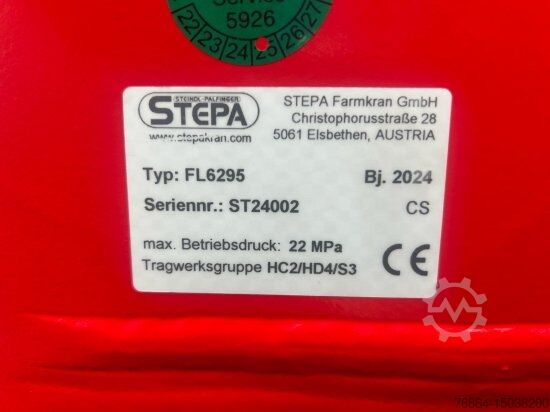 Service
5926
22 23 24 25 26 27
STEINDL-PALFINGER
STEPA
www.stepakran.com
STEPA Farmkran GmbH
Christophorusstraße 28
5061 Elsbethen, AUSTRIA
Typ: FL6295 Bj. 2024
Seriennr.: ST24002 CS
max. Betriebsdruck: 22 MPa
Tragwerksgruppe HC2/HD4/S3 CE
76884-15038200